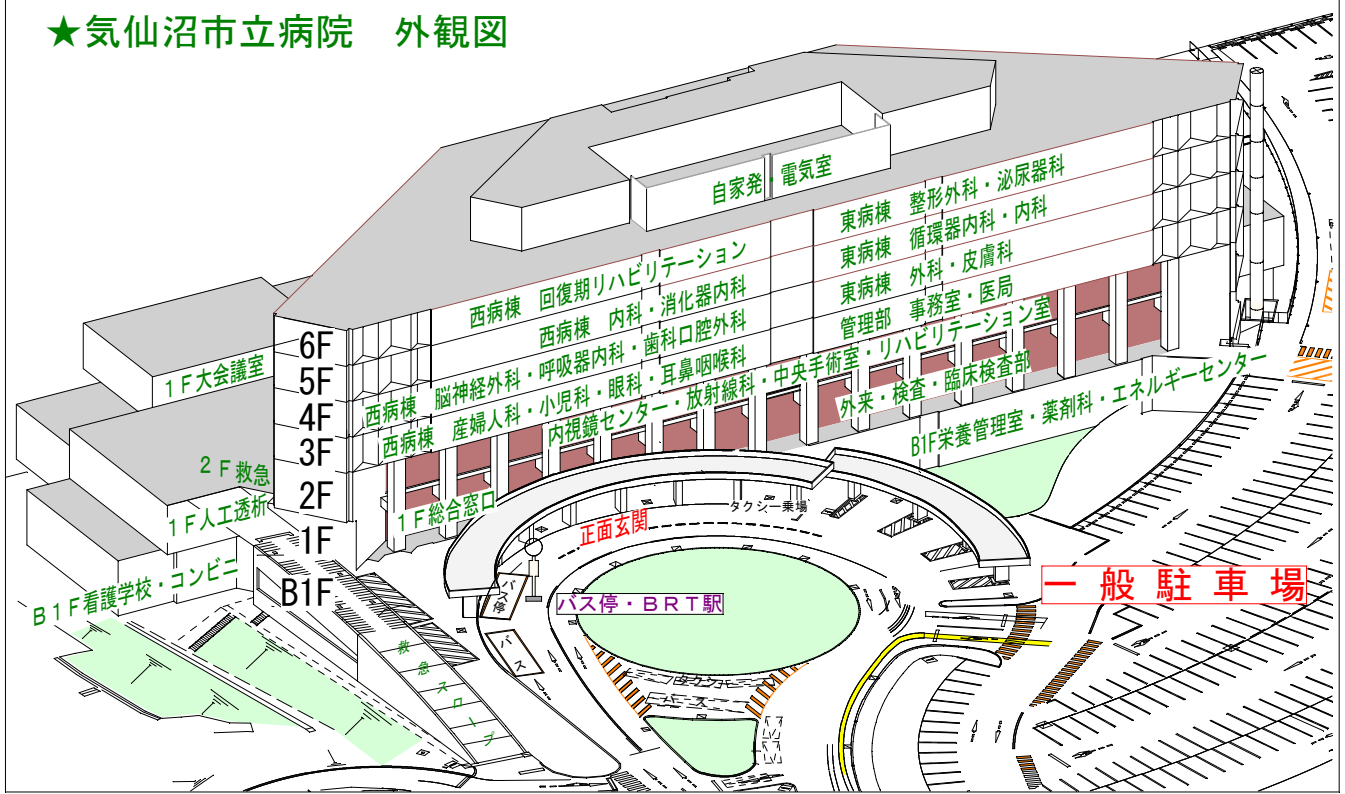 ★気仙沼市立病院　外観図
自家発・電気室
東病棟　整形外科・泌尿器科
東病棟　循環器内科・内科
東病棟　外科・皮膚科
管理部　事務室・医局
西病棟　回復期リハビリテーション
西病棟　内科・消化器内科
西病棟　脳神経外科・呼吸器内科・歯科口腔外科
西病棟　産婦人科・小児科・眼科・耳鼻咽喉科
内視鏡センター・放射線科・中央手術室・リハビリテーション室
外来・検査・臨床検査部
B1F栄養管理室・薬剤科・エネルギーセンター
6F
5F
4F
3F
2F
1F
B1F
1F大会議室
2F救急
1F人工透析
B1F看護学校・コンビニ
1F総合窓口
正面玄関
タクシー乗場
バス停
バス
バス停・BRT駅
タクシー
バース
救急スロープ
一般駐車場